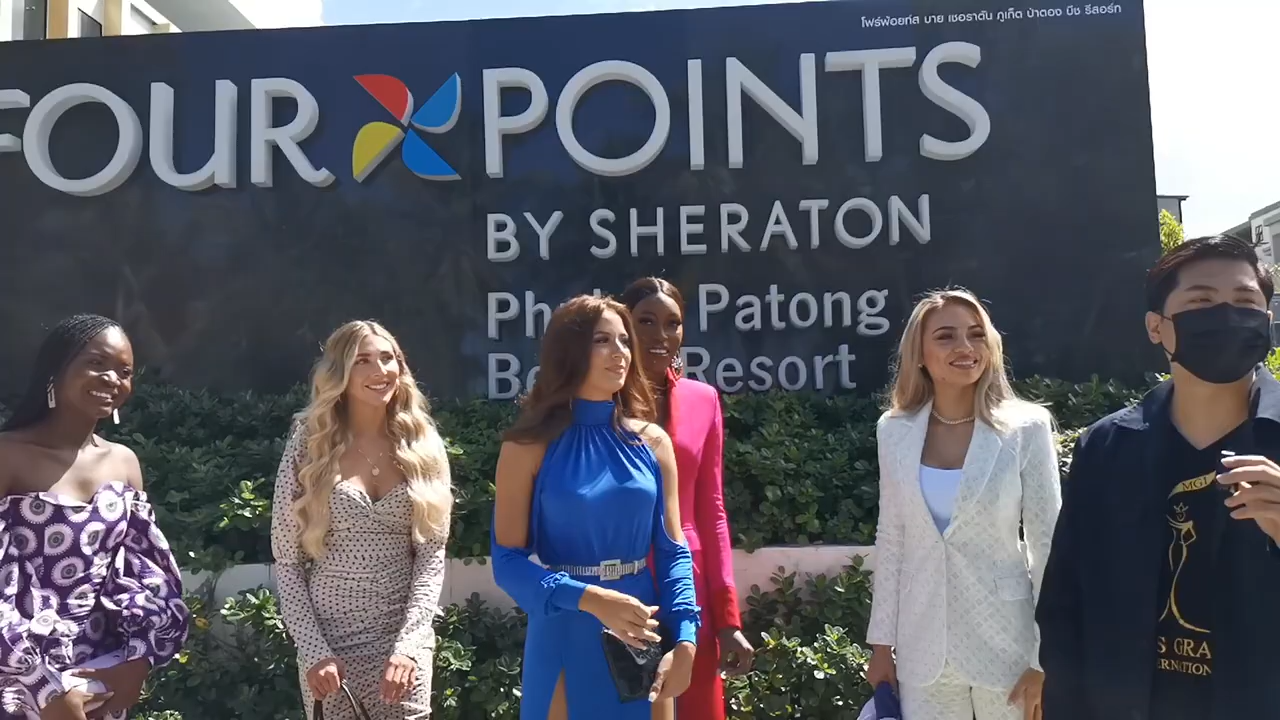 โฟร์พ้อยท์ส บาย เชอราตัน ภูเก็ต ป่าตอง บีช รีสอร์ท
FOUR POINTS
BY SHERATON
Patong
Resort
MGI